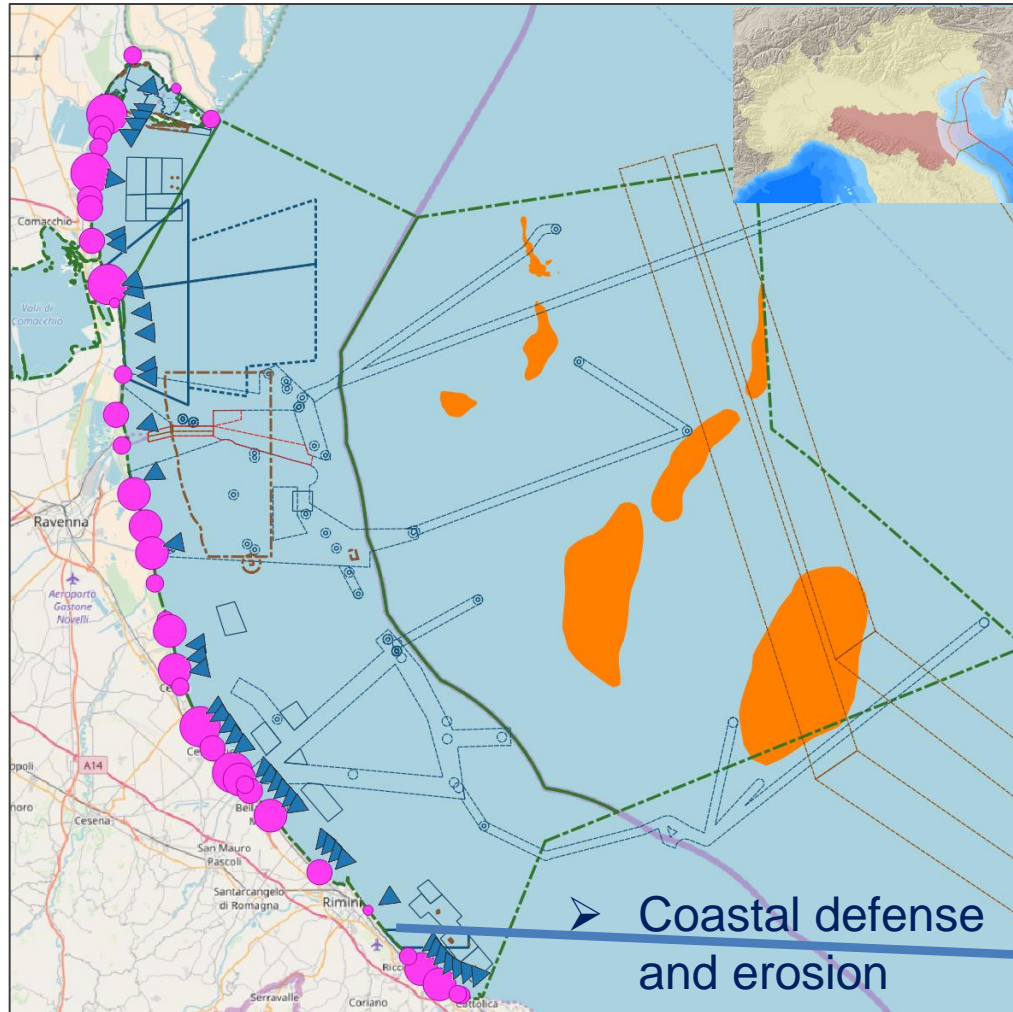 Comacchio
Valli di
Comacchio
Ravenna
Aeroporto
Gastone
Novelli
A14
Cesena
San Mauro
Pascoli
Santarcangelo
di Romagna
Rimini
Serravalle
Coriano
Cattolica
➢ Coastal defense
and erosion